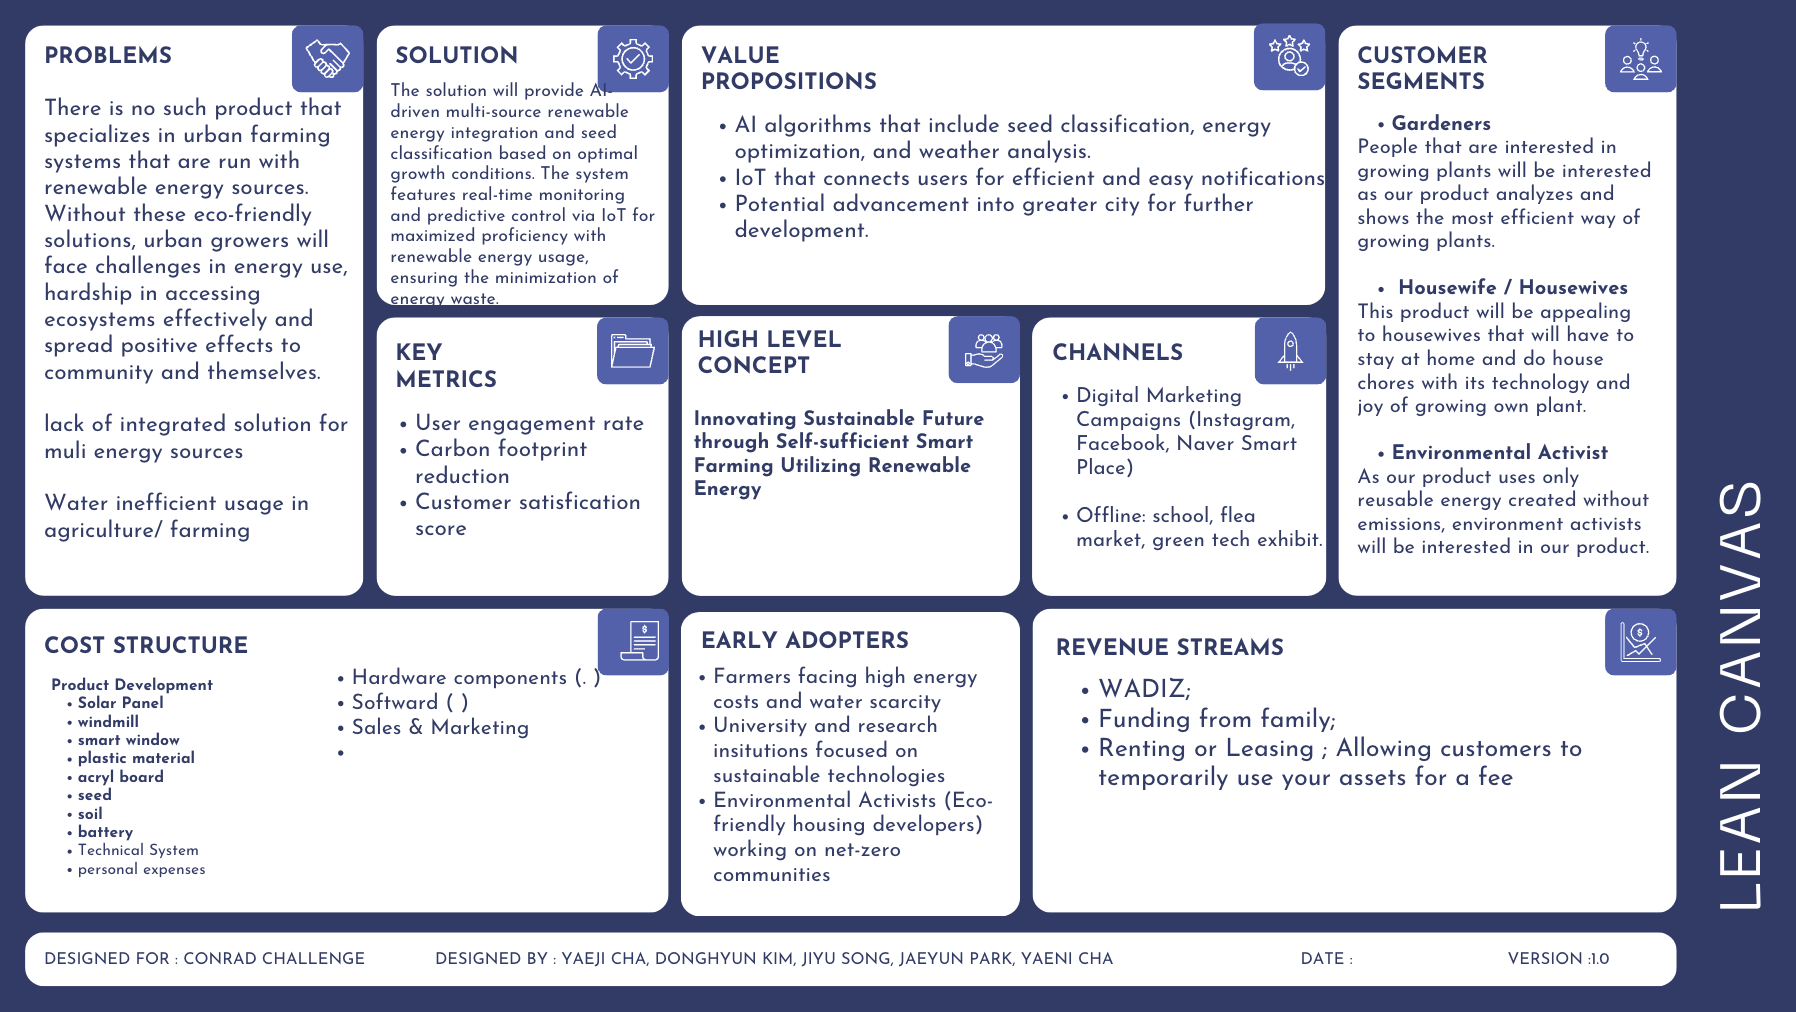 PROBLEMS
There is no such product that
specializes in urban farming
systems that are run with
renewable energy sources.
Without these eco-friendly
solutions, urban growers will
face challenges in energy use,
hardship in accessing
ecosystems effectively and
spread positive effects to
community and themselves.
lack of integrated solution for
muli energy sources
Water inefficient usage in
agriculture/ farming
SOLUTION
The solution will provide AI-
driven multi-source renewable
energy integration and seed
classification based on optimal
growth conditions. The system
features real-time monitoring
and predictive control via IoT for
maximized proficiency with
renewable energy usage,
ensuring the minimization of
energy waste.
KEY
METRICS
• User engagement rate
• Carbon footprint
reduction
• Customer satisfication
score
VALUE
PROPOSITIONS
• AI algorithms that include seed classification, energy
optimization, and weather analysis.
• IoT that connects users for efficient and easy notifications
• Potential advancement into greater city for further
development.
HIGH LEVEL
CONCEPT
Innovating Sustainable Future
through Self-sufficient Smart
Farming Utilizing Renewable
Energy
CHANNELS
• Digital Marketing
Campaigns (Instagram,
Facebook, Naver Smart
Place)
• Offline: school, flea
market, green tech exhibit.
CUSTOMER
SEGMENTS
• Gardeners
People that are interested in
growing plants will be interested
as our product analyzes and
shows the most efficient way of
growing plants.
• Housewife / Housewives
This product will be appealing
to housewives that will have to
stay at home and do house
chores with its technology and
joy of growing own plant.
• Environmental Activist
As our product uses only
reusable energy created without
emissions, environment activists
will be interested in our product.
COST STRUCTURE
Product Development
• Solar Panel
• windmill
• smart window
• plastic material
• acryl board
• seed
• soil
• battery
• Technical System
• personal expenses
• Hardware components (. )
• Softward ( )
• Sales & Marketing
•
EARLY ADOPTERS
• Farmers facing high energy
costs and water scarcity
• University and research
insitutions focused on
sustainable technologies
• Environmental Activists (Eco-
friendly housing developers)
working on net-zero
communities
REVENUE STREAMS
• WADIZ;
• Funding from family;
• Renting or Leasing ; Allowing customers to
temporarily use your assets for a fee
LEAN CANVAS
DESIGNED FOR : CONRAD CHALLENGE
DESIGNED BY : YAEJI CHA, DONGHYUN KIM, JIYU SONG, JAEYUN PARK, YAENI CHA
DATE :
VERSION :1.0